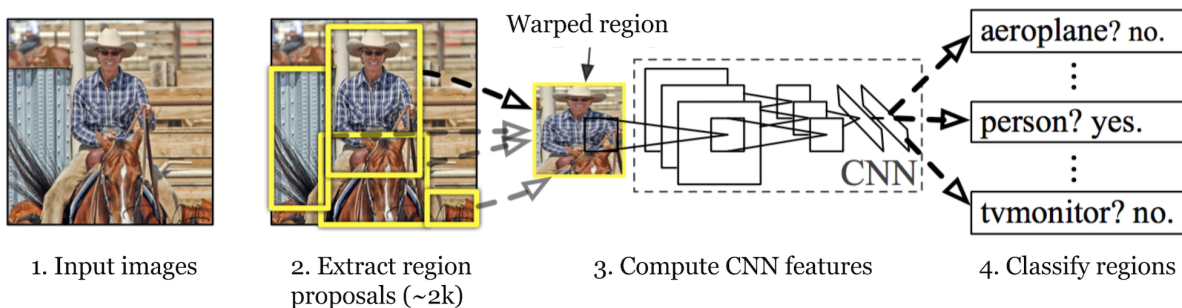 Warped region
aeroplane? no.
person? yes.
CNN
tvmonitor? no.
1. Input images
2. Extract region
proposals (~2k)
3. Compute CNN features
4. Classify regions